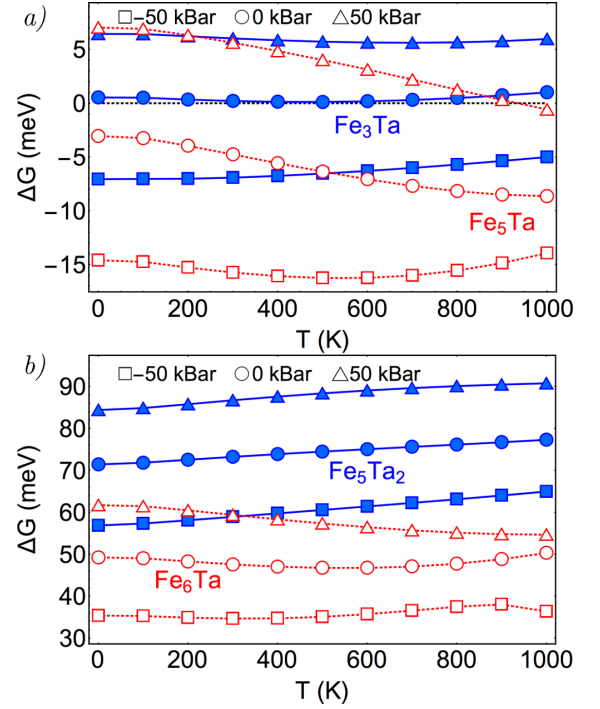 a)
□−50 kBar ○ 0 kBar △ 50 kBar
5
0
−5
−10
−15
ΔG (meV)
Fe₃Ta
Fe₅Ta
0 200 400 600 800 1000
T (K)
b)
□−50 kBar ○ 0 kBar △ 50 kBar
90
80
70
60
50
40
30
ΔG (meV)
Fe₅Ta₂
Fe₆Ta
0 200 400 600 800 1000
T (K)